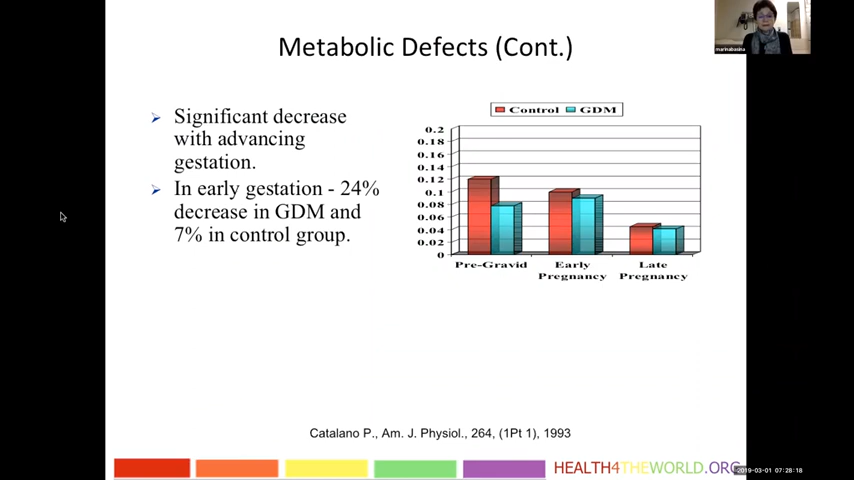 Metabolic Defects (Cont.)
marinabasina
Significant decrease
with advancing
gestation.
In early gestation - 24%
decrease in GDM and
7% in control group.
Control GDM
0.2
0.18
0.16
0.14
0.12
0.1
0.08
0.06
0.04
0.02
0
Pre-Gravid Early Late
Pregnancy Pregnancy
Catalano P., Am. J. Physiol., 264, (1Pt 1), 1993
HEALTH4THEWORLD.ORG
2019-03-01 07:28:18